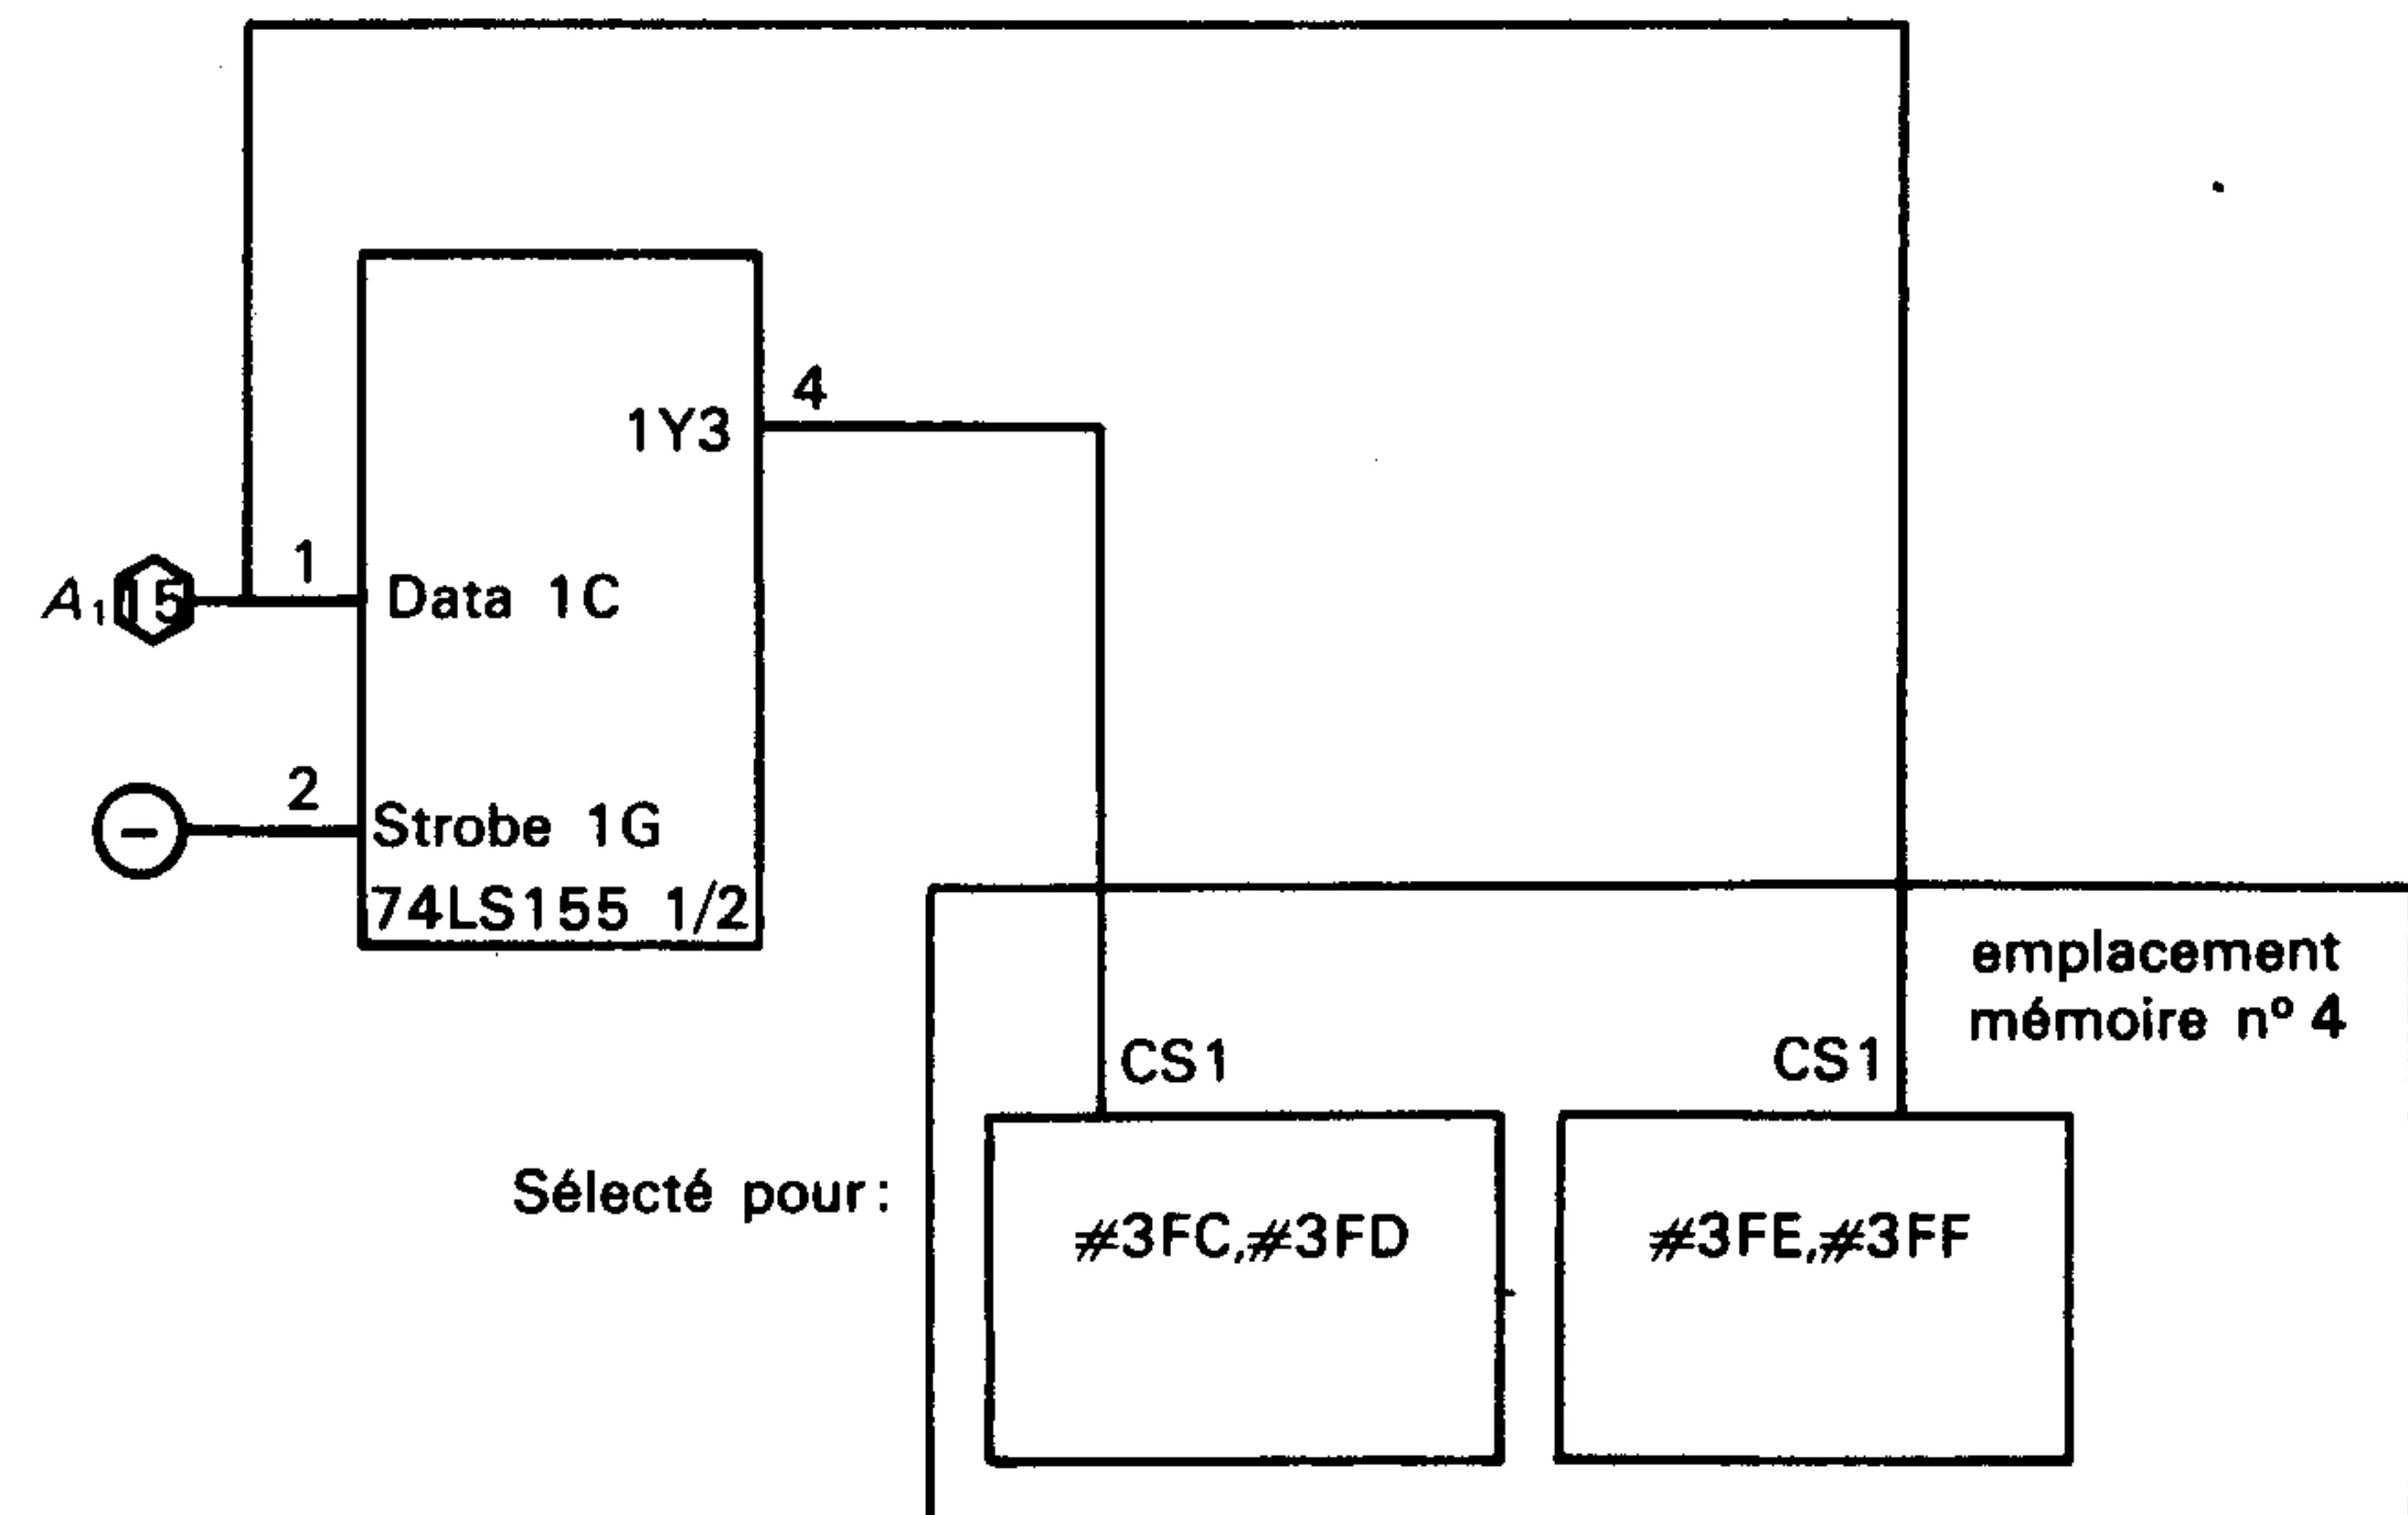 4
1Y3
1
A₁ 15 Data 1C
2
− Strobe 1G
74LS155 1/2
emplacement
mémoire nº 4
CS1 CS1
Sélecté pour:
#3FC,#3FD #3FE,#3FF